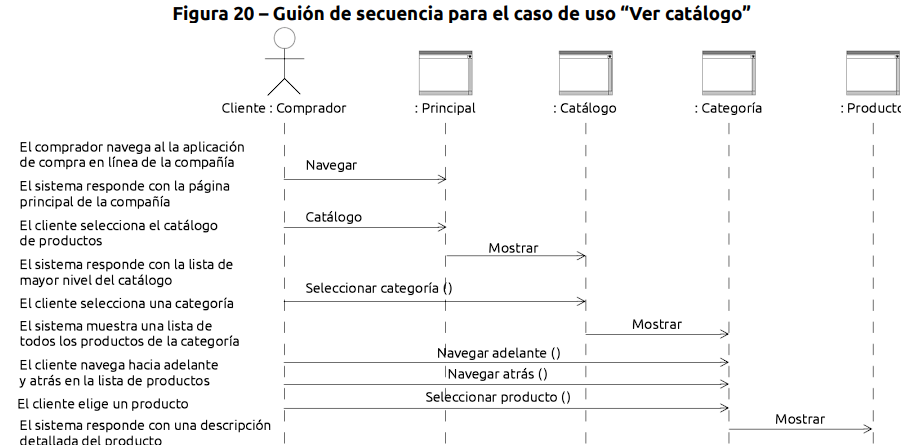 Figura 20 – Guión de secuencia para el caso de uso “Ver catálogo”
Cliente : Comprador
: Principal
: Catálogo
: Categoría
: Producto
El comprador navega al la aplicación
de compra en línea de la compañía
Navegar
El sistema responde con la página
principal de la compañía
Catálogo
El cliente selecciona el catálogo
de productos
Mostrar
El sistema responde con la lista de
mayor nivel del catálogo
Seleccionar categoría ()
El cliente selecciona una categoría
Mostrar
El sistema muestra una lista de
todos los productos de la categoría
Navegar adelante ()
El cliente navega hacia adelante
y atrás en la lista de productos
Navegar atrás ()
Seleccionar producto ()
El cliente elige un producto
Mostrar
El sistema responde con una descripción
detallada del producto